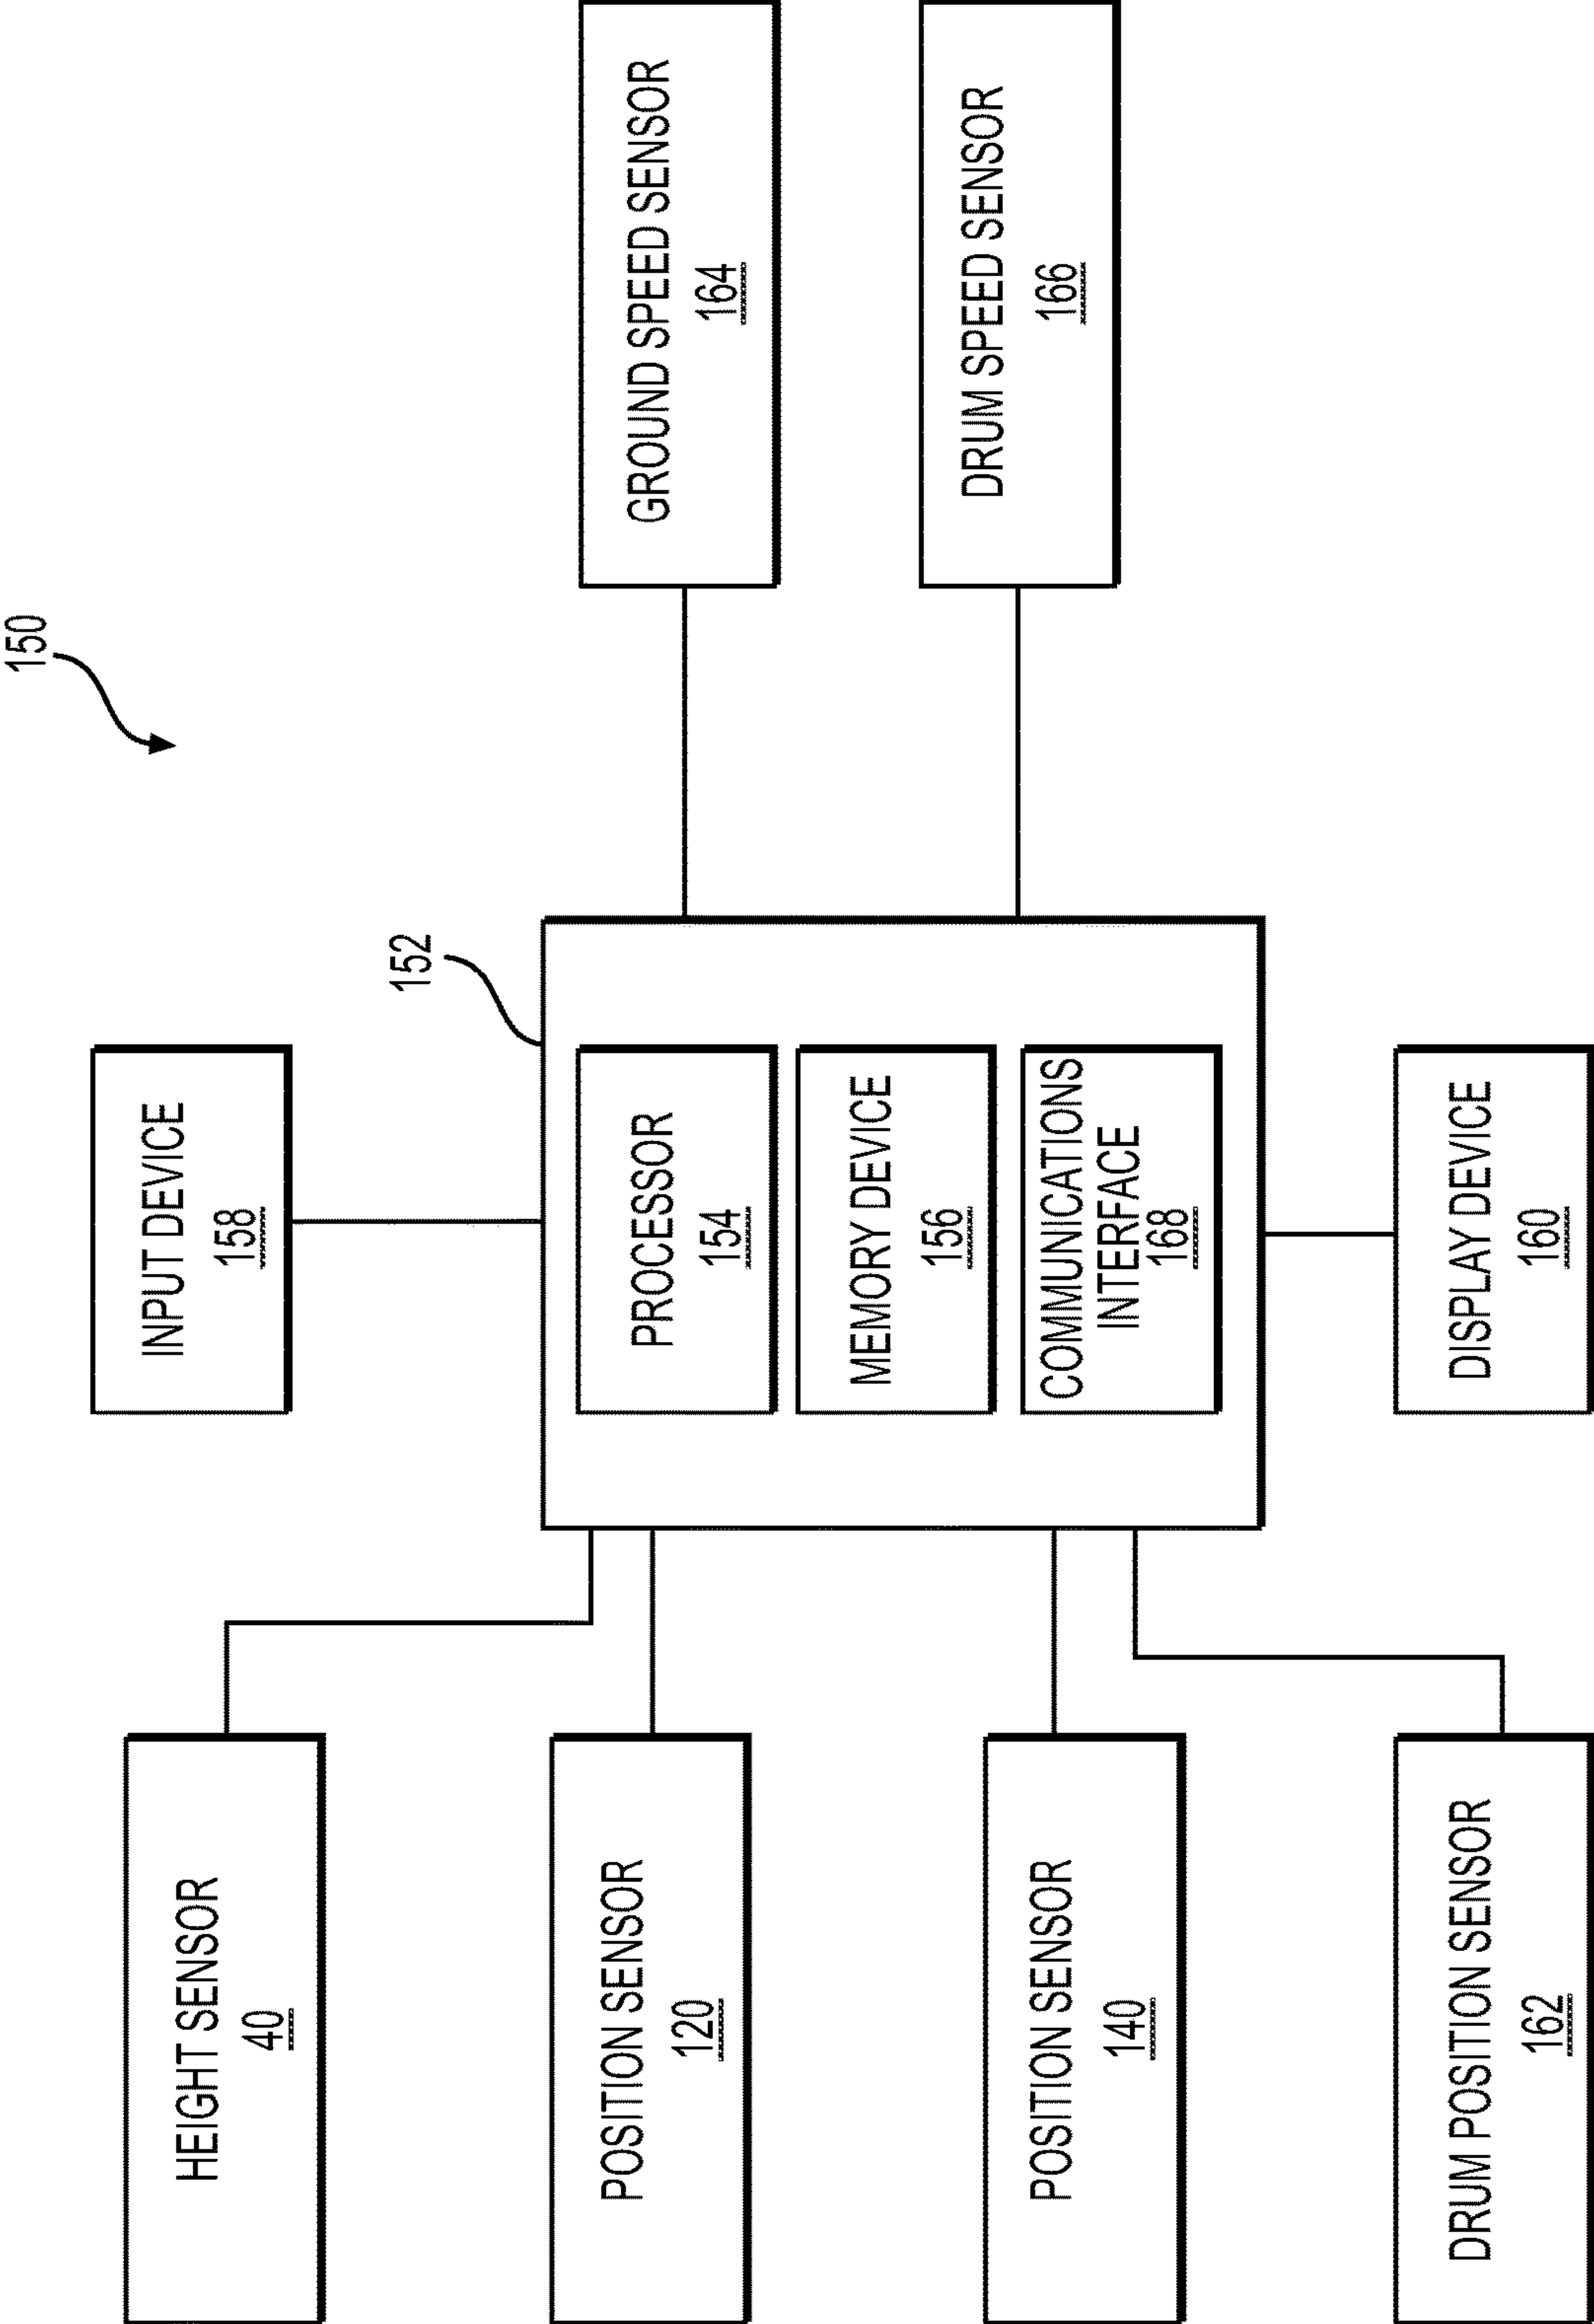 150
152
INPUT DEVICE
158
HEIGHT SENSOR
40
POSITION SENSOR
120
POSITION SENSOR
140
DRUM POSITION SENSOR
162
PROCESSOR
154
MEMORY DEVICE
156
COMMUNICATIONS
INTERFACE
168
DISPLAY DEVICE
160
GROUND SPEED SENSOR
164
DRUM SPEED SENSOR
166